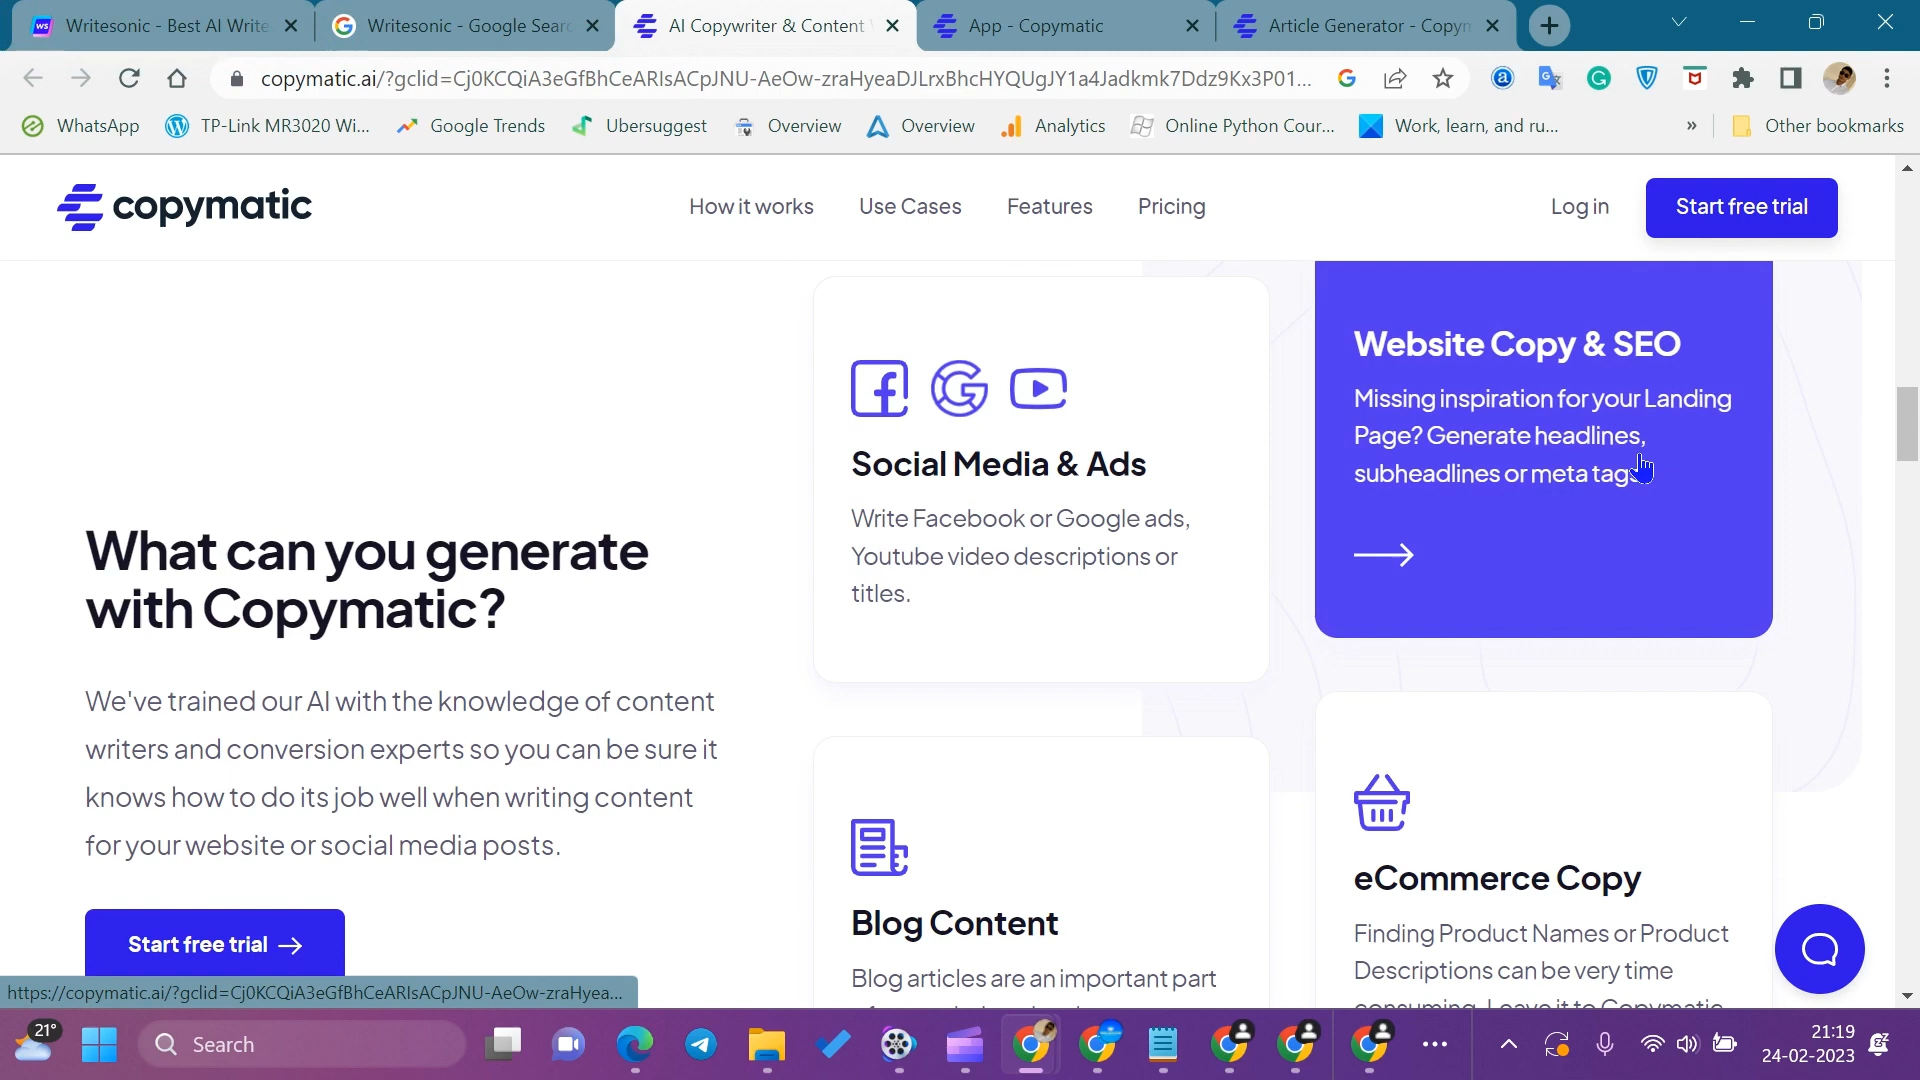 Writesonic - Best AI Write
Writesonic - Google Searc
AI Copywriter & Content
App - Copymatic
Article Generator - Copym
copymatic.ai/?gclid=Cj0KCQiA3eGfBhCeARIsACpJNU-AeOw-zraHyeaDJLrxBhcHYQUgJY1a4Jadkmk7Ddz9Kx3P01...
WhatsApp
TP-Link MR3020 Wi...
Google Trends
Ubersuggest
Overview
Overview
Analytics
Online Python Cour...
Work, learn, and ru...
»
Other bookmarks
copymatic
How it works
Use Cases
Features
Pricing
Log in
Start free trial
What can you generate
with Copymatic?
We've trained our AI with the knowledge of content
writers and conversion experts so you can be sure it
knows how to do its job well when writing content
for your website or social media posts.
Start free trial →
Social Media & Ads
Write Facebook or Google ads,
Youtube video descriptions or
titles.
Website Copy & SEO
Missing inspiration for your Landing
Page? Generate headlines,
subheadlines or meta tags
Blog Content
Blog articles are an important part
eCommerce Copy
Finding Product Names or Product
Descriptions can be very time
consuming. Leave it to Copymatic
https://copymatic.ai/?gclid=Cj0KCQiA3eGfBhCeARIsACpJNU-AeOw-zraHyea...
21°
Search
21:19
24-02-2023